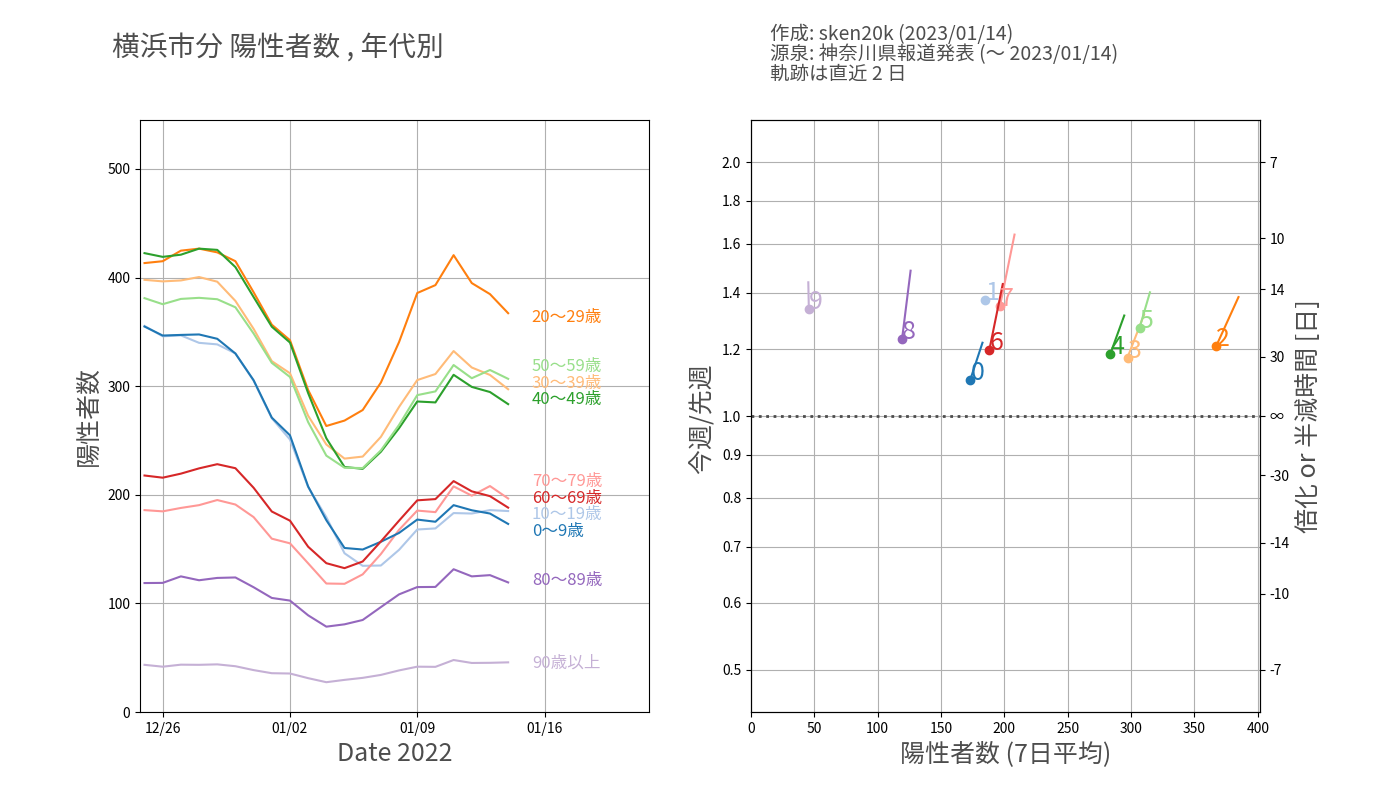 横浜市分 陽性者数 , 年代別
作成: sken20k (2023/01/14)
源泉: 神奈川県報道発表 (〜 2023/01/14)
軌跡は直近 2 日
陽性者数
500
400
300
200
100
0
12/26
01/02
01/09
01/16
Date 2022
20〜29歳
50〜59歳
30〜39歳
40〜49歳
70〜79歳
60〜69歳
10〜19歳
0〜9歳
80〜89歳
90歳以上
今週/先週
2.0
1.8
1.6
1.4
1.2
1.0
0.9
0.8
0.7
0.6
0.5
9
8
0
1
7
6
4
3
5
2
0
50
100
150
200
250
300
350
400
陽性者数 (7日平均)
7
10
14
30
∞
-30
-14
-10
-7
倍化 or 半減時間 [日]